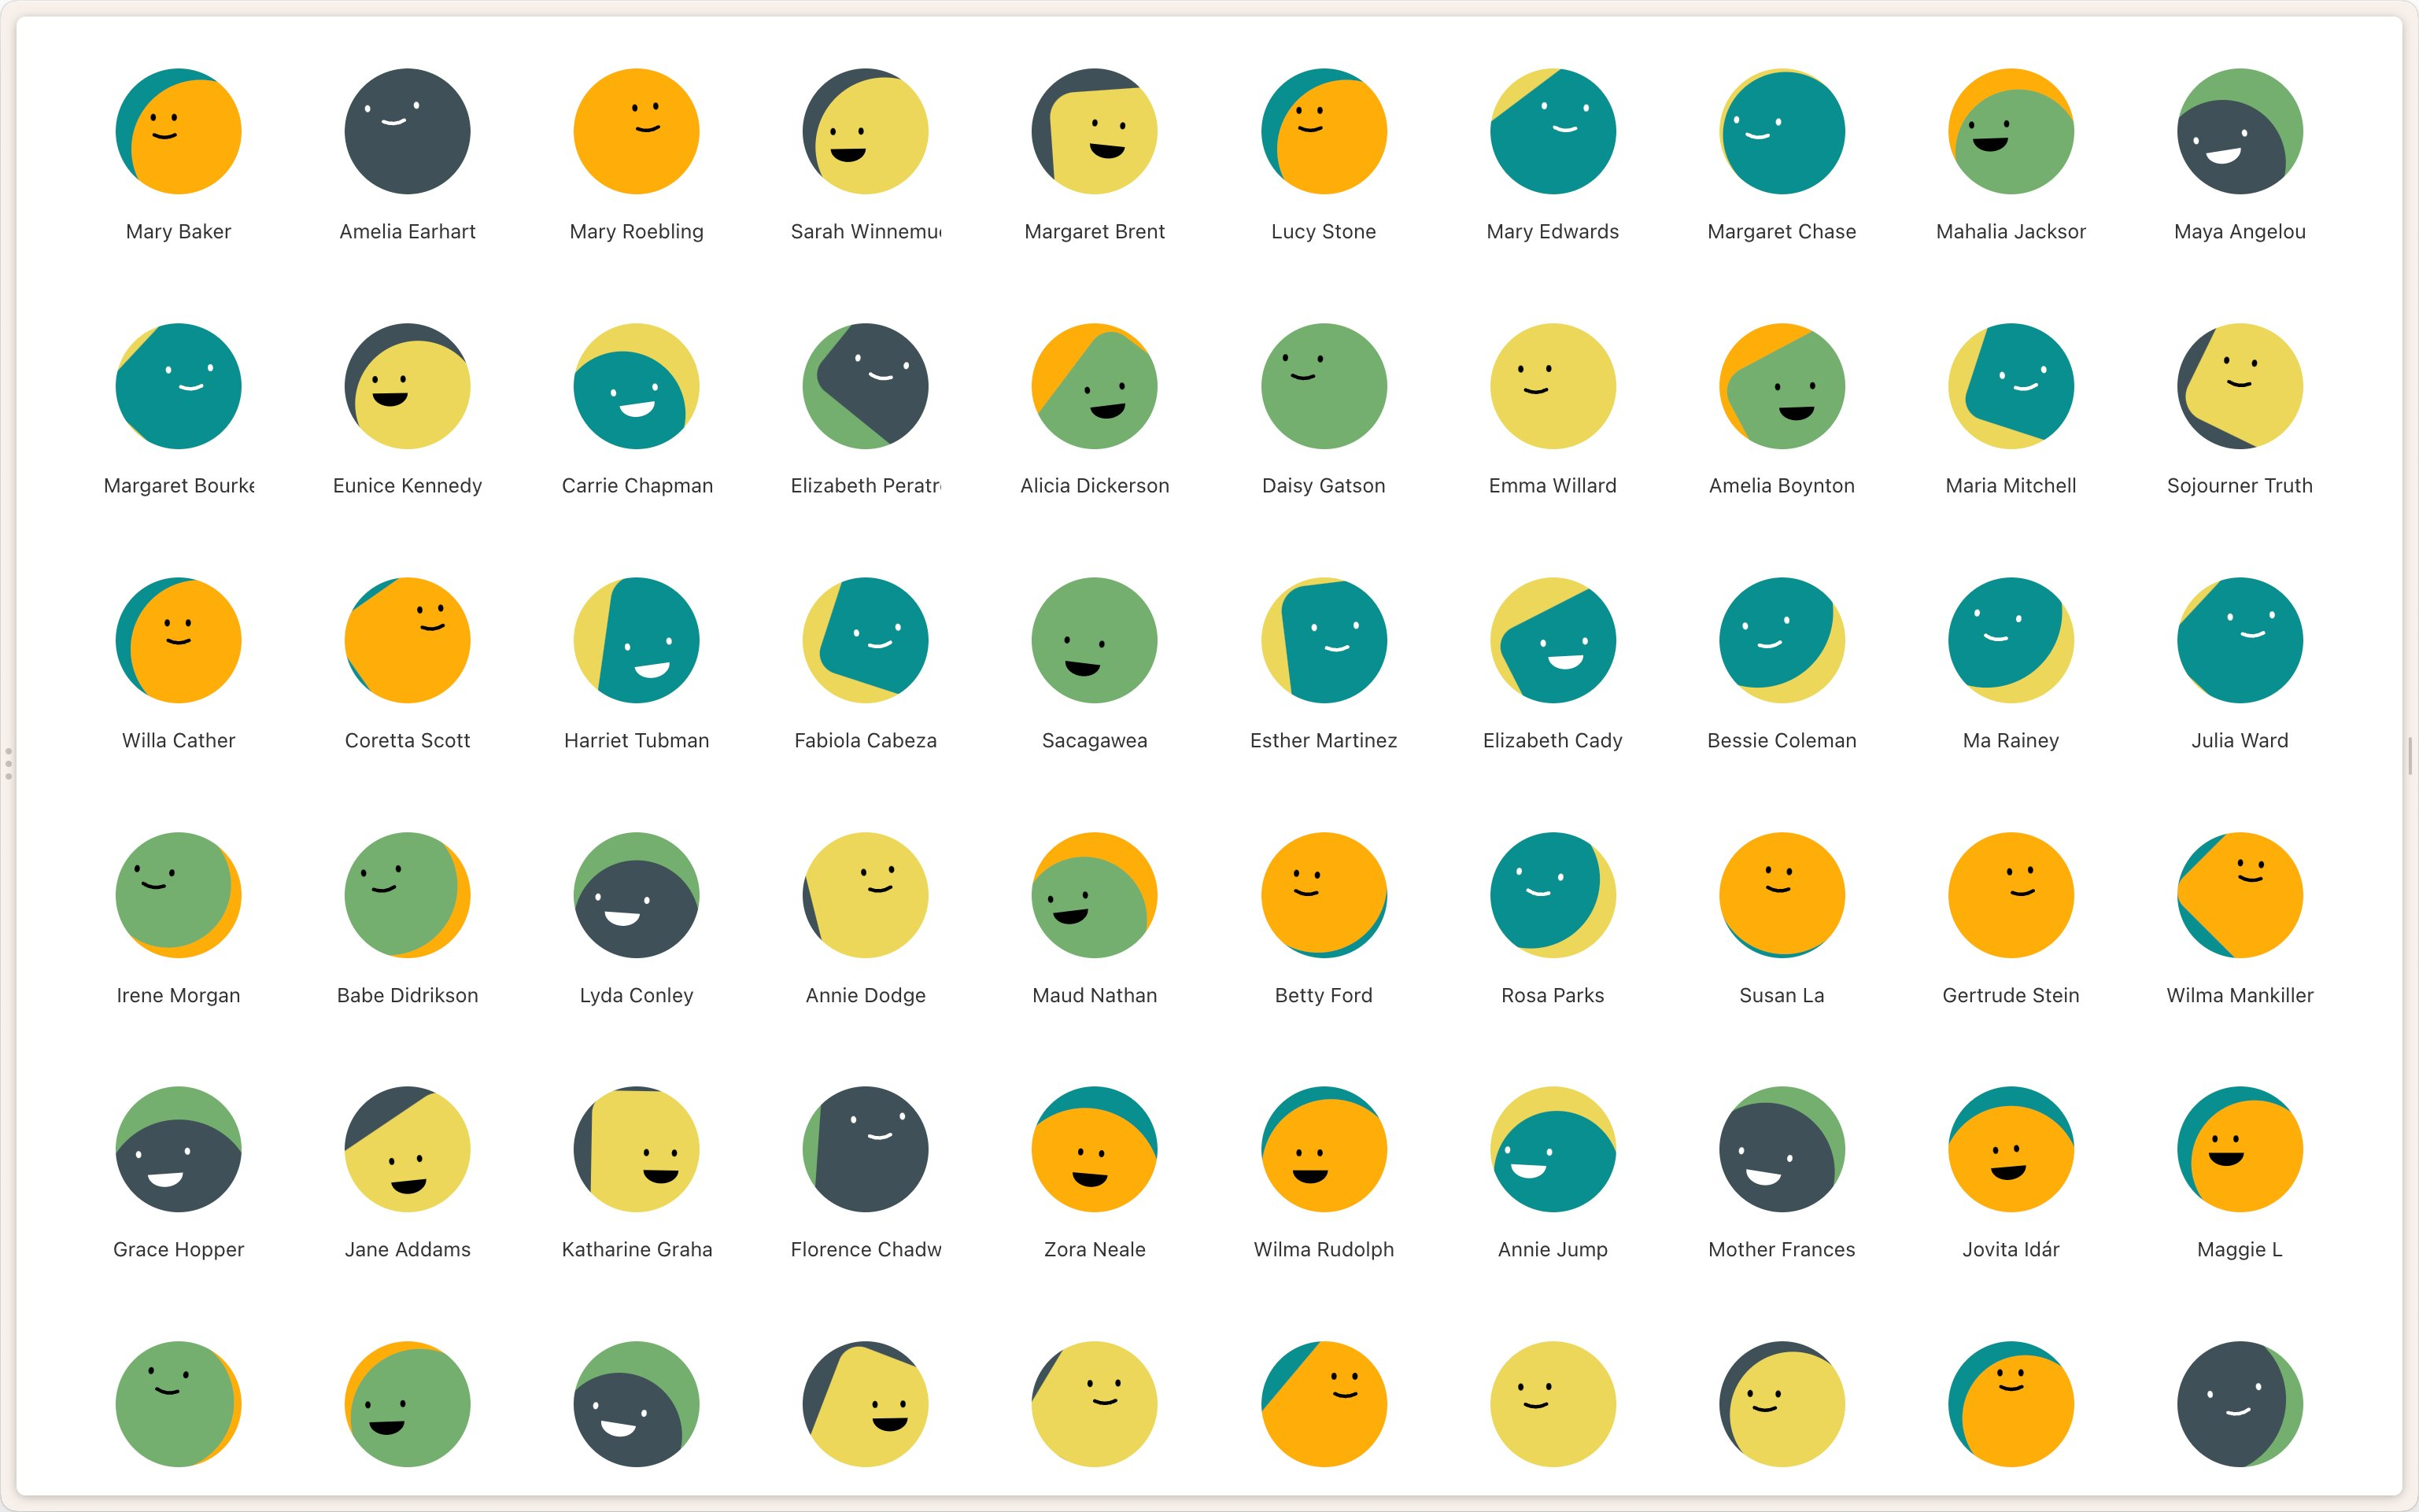 Mary Baker
Amelia Earhart
Mary Roebling
Sarah Winnemu
Margaret Brent
Lucy Stone
Mary Edwards
Margaret Chase
Mahalia Jackson
Maya Angelou
Margaret Bourke
Eunice Kennedy
Carrie Chapman
Elizabeth Peratr
Alicia Dickerson
Daisy Gatson
Emma Willard
Amelia Boynton
Maria Mitchell
Sojourner Truth
Willa Cather
Coretta Scott
Harriet Tubman
Fabiola Cabeza
Sacagawea
Esther Martinez
Elizabeth Cady
Bessie Coleman
Ma Rainey
Julia Ward
Irene Morgan
Babe Didrikson
Lyda Conley
Annie Dodge
Maud Nathan
Betty Ford
Rosa Parks
Susan La
Gertrude Stein
Wilma Mankiller
Grace Hopper
Jane Addams
Katharine Graha
Florence Chadw
Zora Neale
Wilma Rudolph
Annie Jump
Mother Frances
Jovita Idár
Maggie L